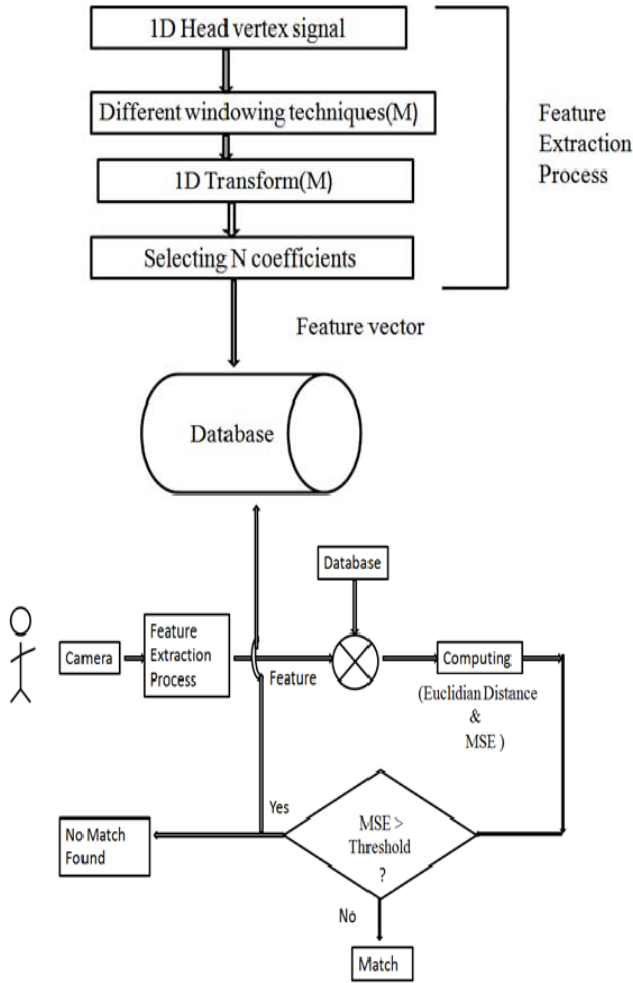 1D Head vertex signal
Different windowing techniques(M)
1D Transform(M)
Selecting N coefficients
Feature
Extraction
Process
Feature vector
Database
Database
Camera
Feature
Extraction
Process
Feature
Computing
(Euclidian Distance
&
MSE )
Yes
No Match
Found
MSE >
Threshold
?
No
Match